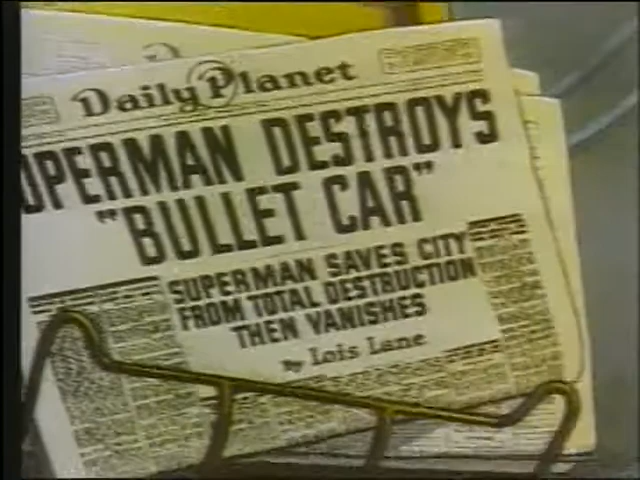 Daily Planet
UPERMAN DESTROYS
"BULLET CAR"
SUPERMAN SAVES CITY
FROM TOTAL DESTRUCTION
THEN VANISHES
By Lois Lane